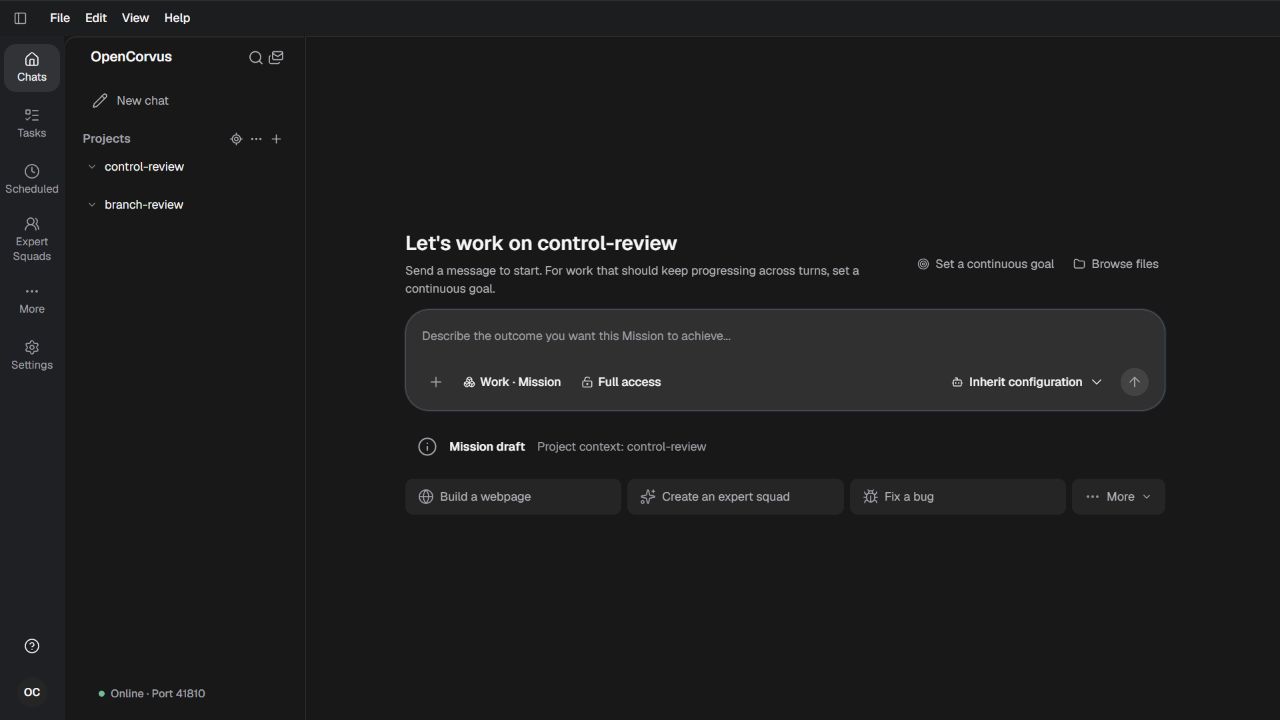 File Edit View Help
Chats
Tasks
Scheduled
Expert
Squads
More
Settings
OC
OpenCorvus
New chat
Projects
control-review
branch-review
Online · Port 41810
Let's work on control-review
Send a message to start. For work that should keep progressing across turns, set a
continuous goal.
Set a continuous goal
Browse files
Describe the outcome you want this Mission to achieve...
Work · Mission
Full access
Inherit configuration
Mission draft Project context: control-review
Build a webpage
Create an expert squad
Fix a bug
More